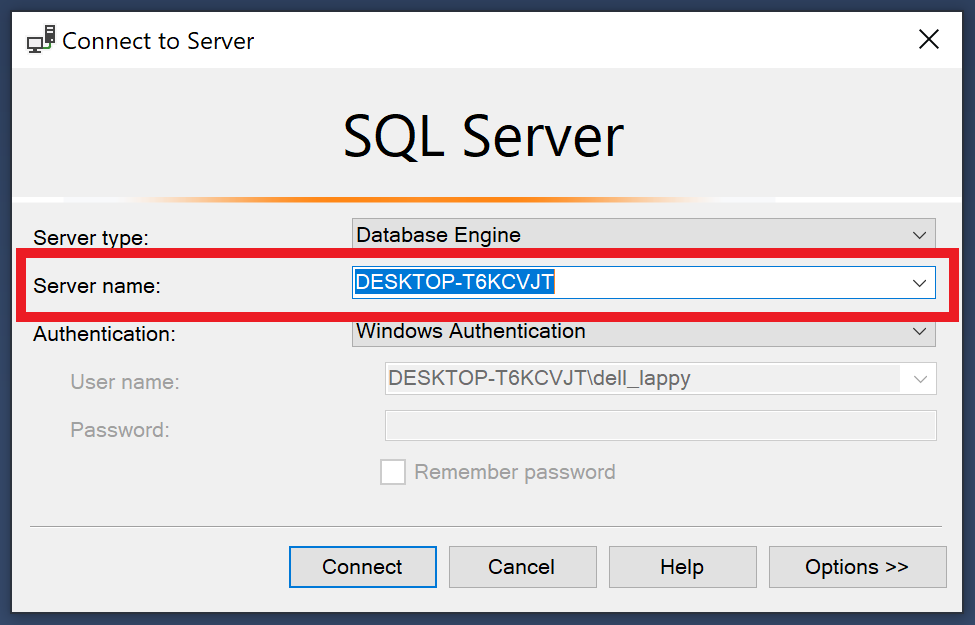 Connect to Server
SQL Server
Server type: Database Engine
Server name: DESKTOP-T6KCVJT
Authentication: Windows Authentication
User name: DESKTOP-T6KCVJT\dell_lappy
Password:
Remember password
Connect Cancel Help Options >>